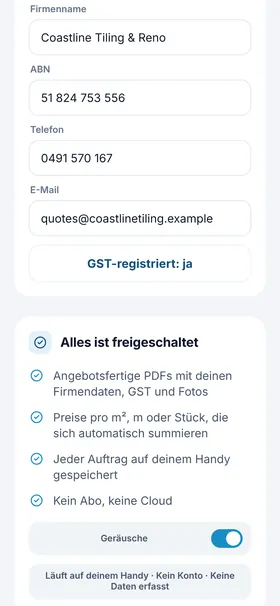 Firmenname
Coastline Tiling & Reno
ABN
51 824 753 556
Telefon
0491 570 167
E-Mail
quotes@coastlinetiling.example
GST-registriert: ja
Alles ist freigeschaltet
Angebotsfertige PDFs mit deinen
Firmendaten, GST und Fotos
Preise pro m², m oder Stück, die
sich automatisch summieren
Jeder Auftrag auf deinem Handy
gespeichert
Kein Abo, keine Cloud
Geräusche
Läuft auf deinem Handy · Kein Konto · Keine
Daten erfasst